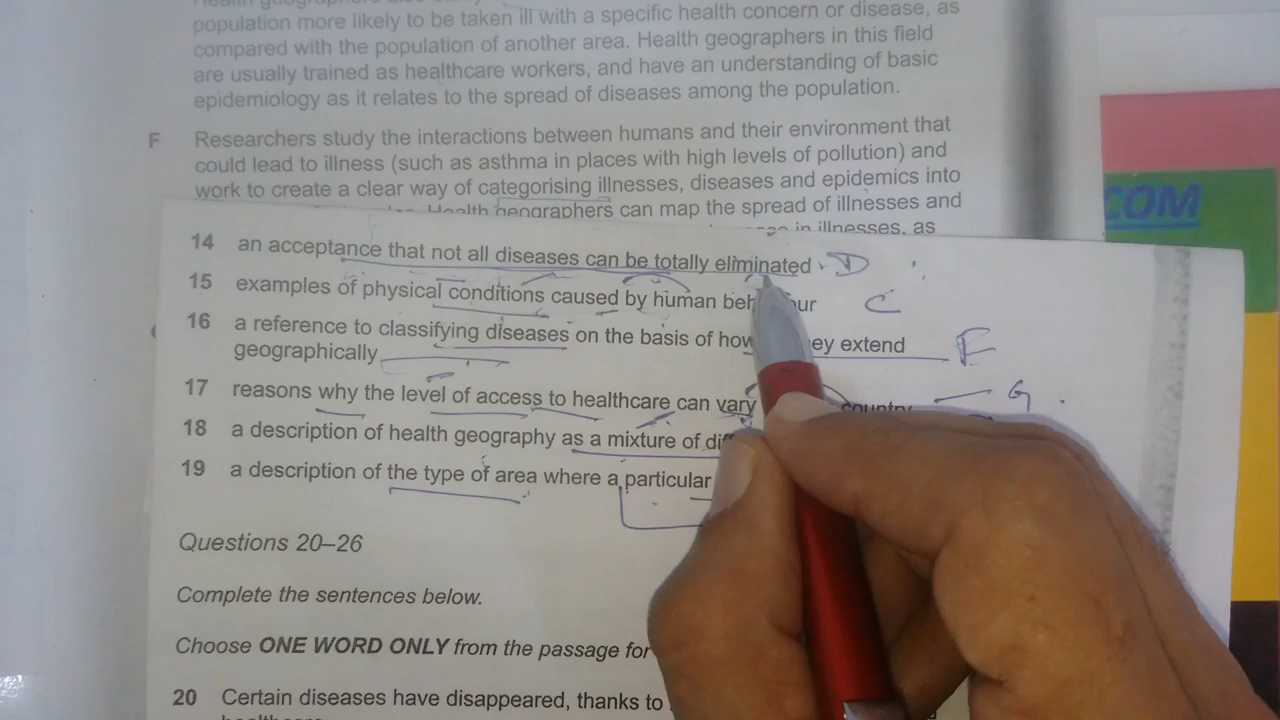 population more likely to be taken ill with a specific health concern or disease, as
compared with the population of another area. Health geographers in this field
are usually trained as healthcare workers, and have an understanding of basic
epidemiology as it relates to the spread of diseases among the population.
F Researchers study the interactions between humans and their environment that
could lead to illness (such as asthma in places with high levels of pollution) and
work to create a clear way of categorising illnesses, diseases and epidemics into
Health geographers can map the spread of illnesses and
in illnesses, as
COM
14 an acceptance that not all diseases can be totally eliminated D
15 examples of physical conditions caused by human C
16 a reference to classifying diseases on the basis of how extend
geographically F
17 reasons why the level of access to healthcare can vary country G
18 a description of health geography as a mixture of
19 a description of the type of area where a particular
Questions 20–26
Complete the sentences below.
Choose ONE WORD ONLY from the passage for
20 Certain diseases have disappeared, thanks to